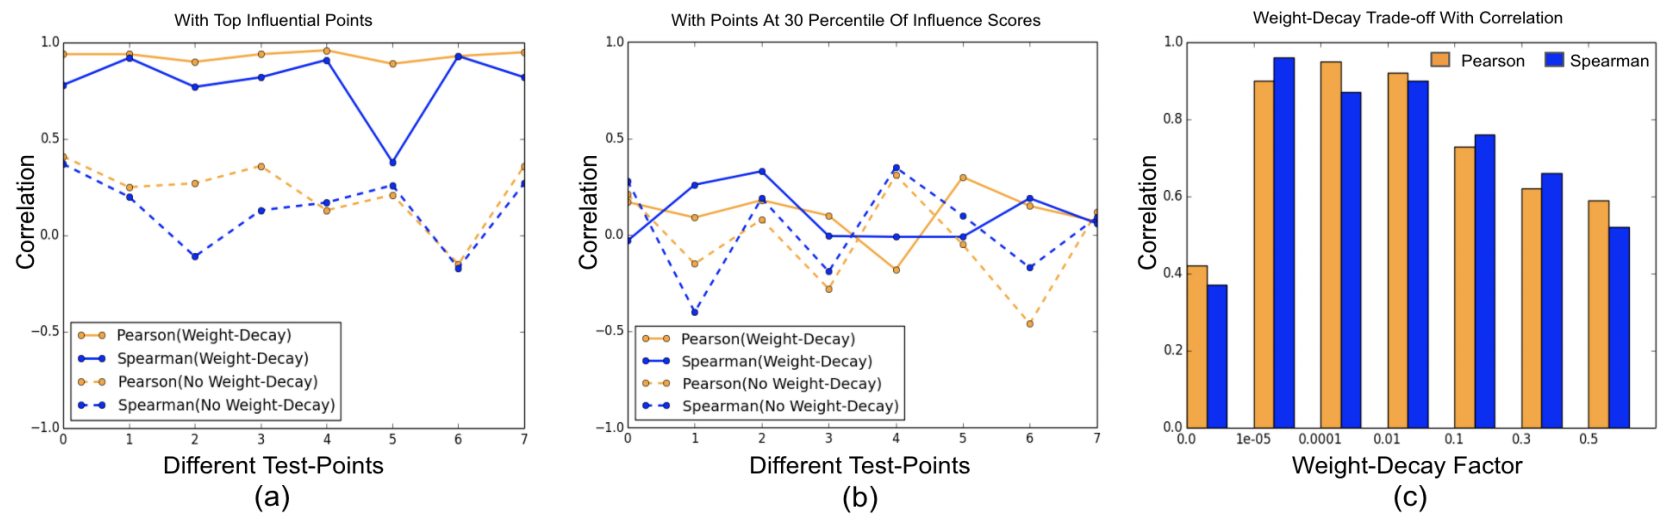 With Top Influential Points
1.0
0.5
0.0
−0.5
−1.0
Correlation
Pearson(Weight-Decay)
Spearman(Weight-Decay)
Pearson(No Weight-Decay)
Spearman(No Weight-Decay)
0 1 2 3 4 5 6 7
Different Test-Points
(a)
With Points At 30 Percentile Of Influence Scores
1.0
0.5
0.0
−0.5
−1.0
Correlation
Pearson(Weight-Decay)
Spearman(Weight-Decay)
Pearson(No Weight-Decay)
Spearman(No Weight-Decay)
0 1 2 3 4 5 6 7
Different Test-Points
(b)
Weight-Decay Trade-off With Correlation
Pearson Spearman
1.0
0.8
0.6
0.4
0.2
0.0
Correlation
0.0 1e-05 0.0001 0.01 0.1 0.3 0.5
Weight-Decay Factor
(c)